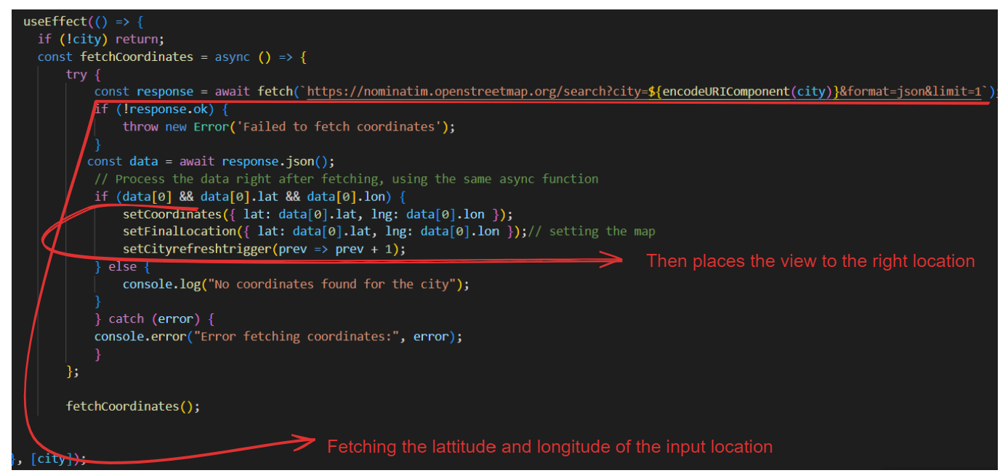 useEffect(() => {
if (!city) return;
const fetchCoordinates = async () => {
try {
const response = await fetch(`https://nominatim.openstreetmap.org/search?city=${encodeURIComponent(city)}&format=json&limit=1`);
if (!response.ok) {
throw new Error('Failed to fetch coordinates');
}
const data = await response.json();
// Process the data right after fetching, using the same async function
if (data[0] && data[0].lat && data[0].lon) {
setCoordinates({ lat: data[0].lat, lng: data[0].lon });
setFinalLocation({ lat: data[0].lat, lng: data[0].lon });// setting the map
setCityrefreshtrigger(prev => prev + 1);
Then places the view to the right location
} else {
console.log("No coordinates found for the city");
}
} catch (error) {
console.error("Error fetching coordinates:", error);
}
};
fetchCoordinates();
Fetching the lattitude and longitude of the input location
}, [city]);